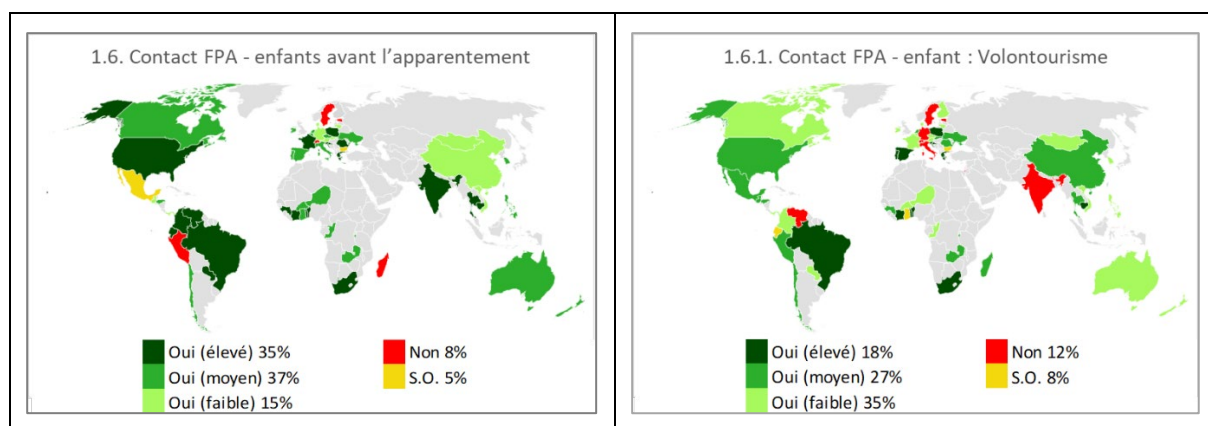 1.6. Contact FPA - enfants avant l’apparentement
Oui (élevé) 35%
Oui (moyen) 37%
Oui (faible) 15%
Non 8%
S.O. 5%
1.6.1. Contact FPA - enfant : Volontourisme
Oui (élevé) 18%
Oui (moyen) 27%
Oui (faible) 35%
Non 12%
S.O. 8%